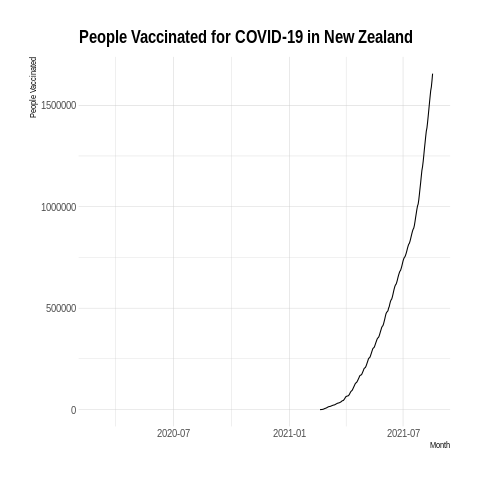 People Vaccinated for COVID-19 in New Zealand
People Vaccinated
1500000
1000000
500000
0
2020-07 2021-01 2021-07
Month